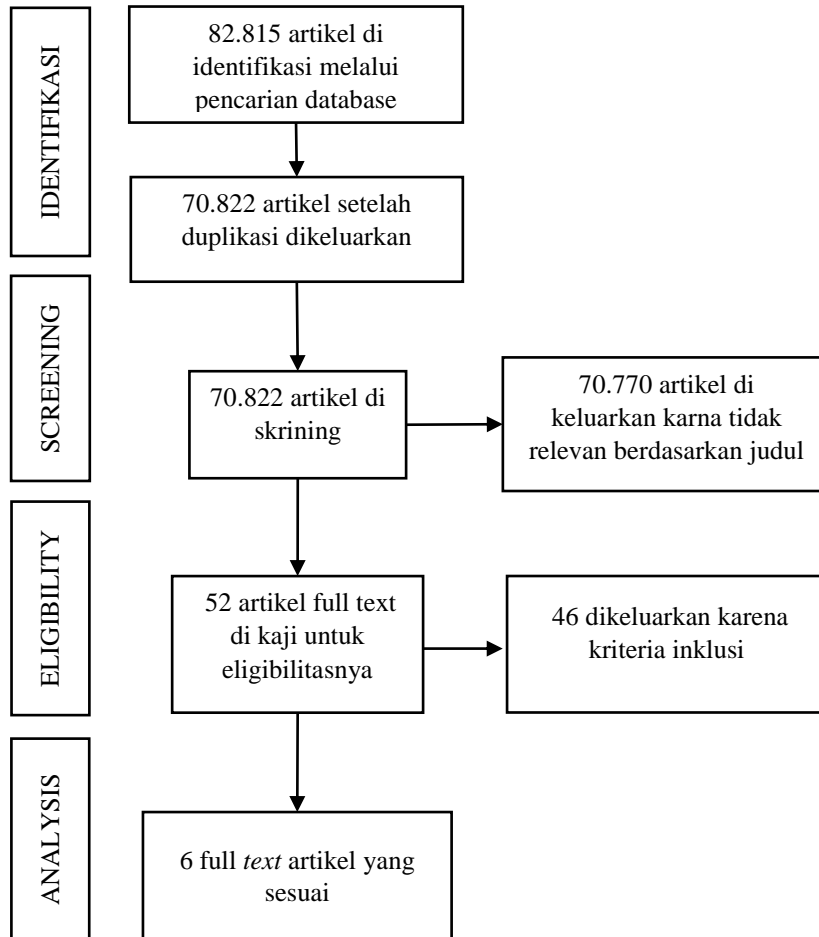 IDENTIFIKASI
82.815 artikel di
identifikasi melalui
pencarian database
70.822 artikel setelah
duplikasi dikeluarkan
SCREENING
70.822 artikel di
skrining
70.770 artikel di
keluarkan karna tidak
relevan berdasarkan judul
ELIGIBILITY
52 artikel full text
di kaji untuk
eligibilitasnya
46 dikeluarkan karena
kriteria inklusi
ANALYSIS
6 full text artikel yang
sesuai